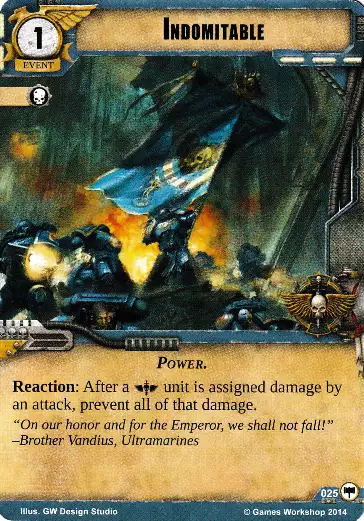 1
INDOMITABLE
EVENT
POWER.
Reaction: After a unit is assigned damage by
an attack, prevent all of that damage.
“On our honor and for the Emperor, we shall not fall!”
–Brother Vandius, Ultramarines
025
Illus. GW Design Studio
© Games Workshop 2014